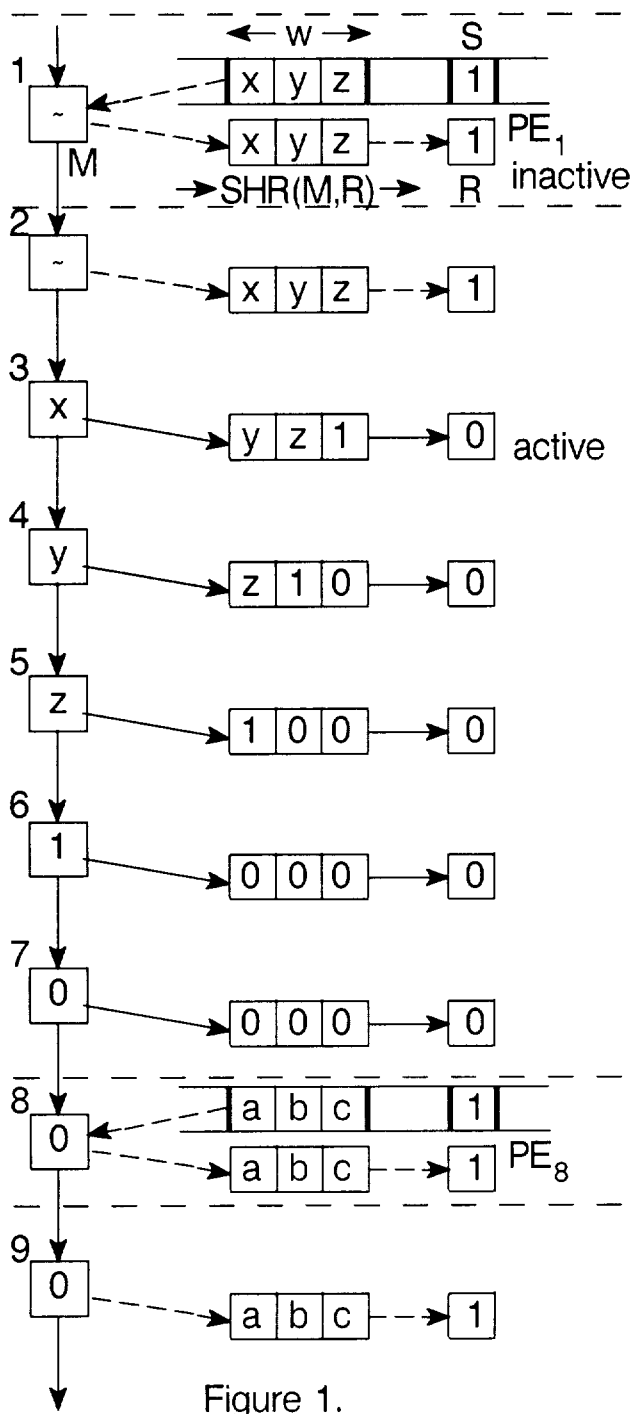 w S
1 x y z 1
~ x y z 1 PE₁
M inactive
SHR(M,R) R
2
~ x y z 1
3
x y z 1 0 active
4
y z 1 0 0
5
z 1 0 0 0
6
1 0 0 0 0
7
0 0 0 0 0
8 a b c 1
0 a b c 1 PE₈
9
0 a b c 1
Figure 1.